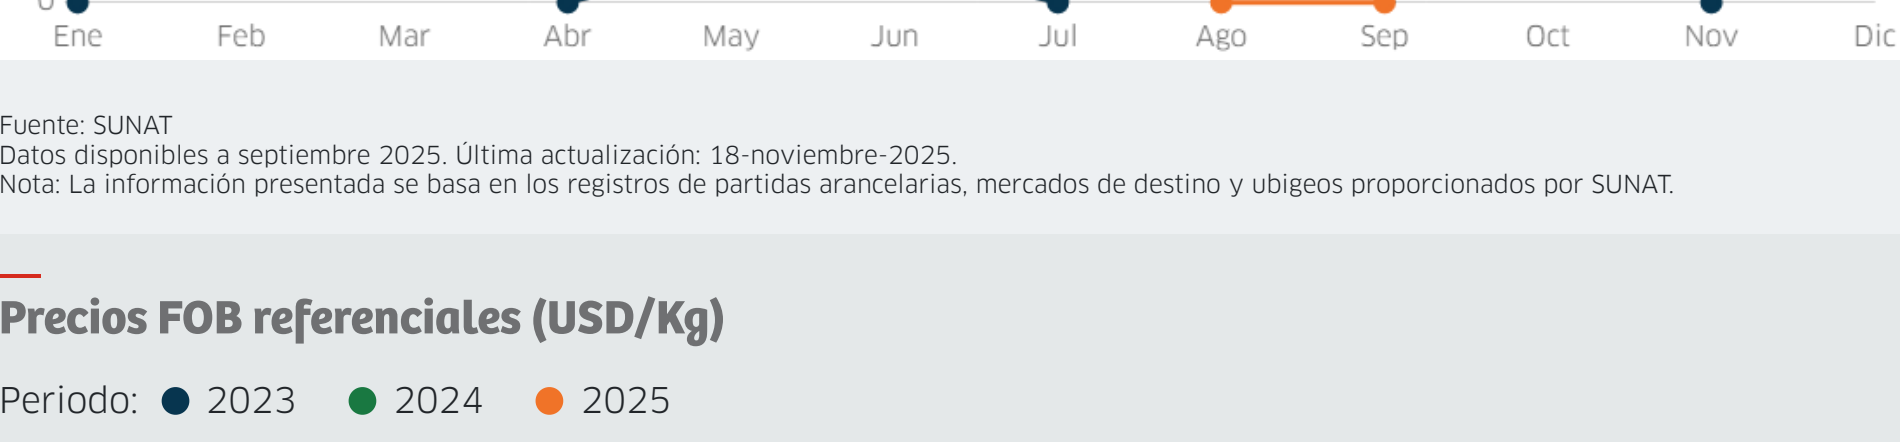 0
Ene Feb Mar Abr May Jun Jul Ago Sep Oct Nov Dic
Fuente: SUNAT
Datos disponibles a septiembre 2025. Última actualización: 18-noviembre-2025.
Nota: La información presentada se basa en los registros de partidas arancelarias, mercados de destino y ubigeos proporcionados por SUNAT.
Precios FOB referenciales (USD/Kg)
Periodo: 2023 2024 2025